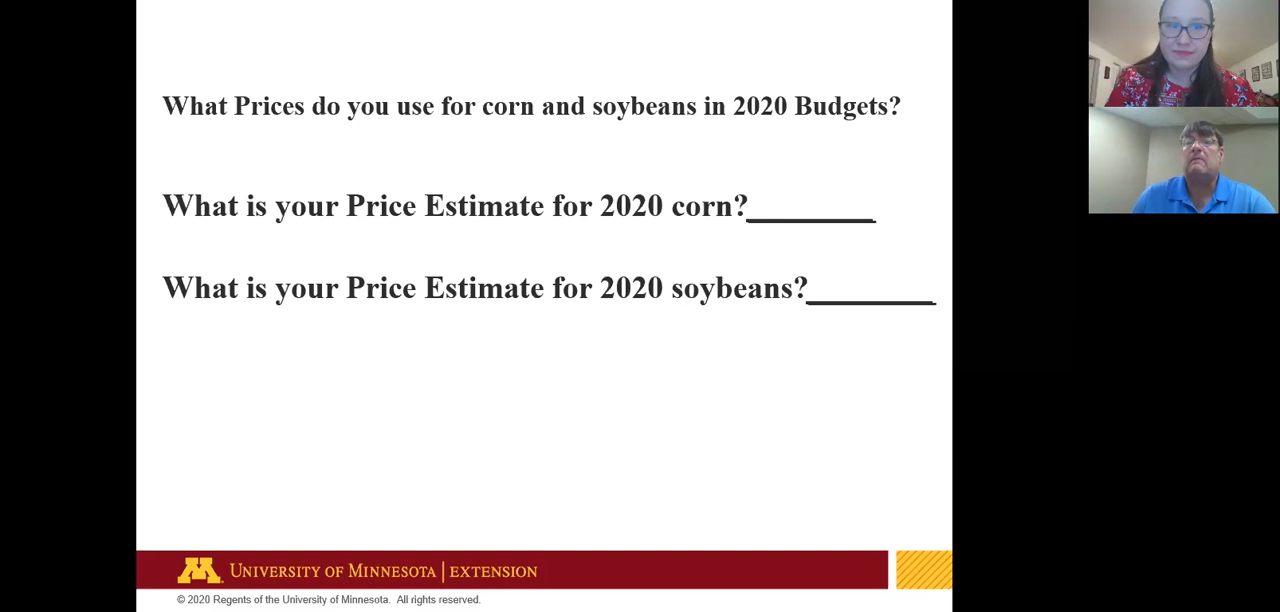 What Prices do you use for corn and soybeans in 2020 Budgets?
What is your Price Estimate for 2020 corn?________
What is your Price Estimate for 2020 soybeans?________
M UNIVERSITY OF MINNESOTA | EXTENSION
© 2020 Regents of the University of Minnesota. All rights reserved.